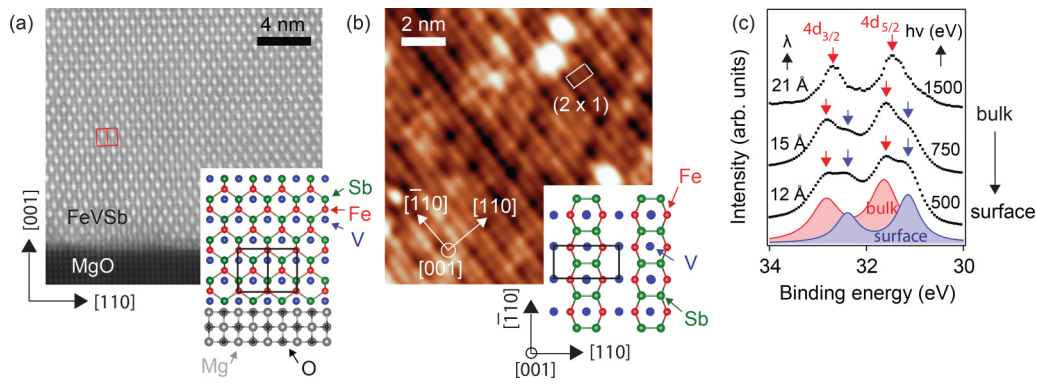 (a)
4 nm
FeVSb
MgO
[001]
[110]
Sb
Fe
V
Mg
O
(b)
2 nm
(2 x 1)
[1̅10]
[110]
[001]
Fe
V
Sb
[1̅10]
[110]
[001]
(c)
4d3/2
4d5/2
hv (eV)
λ
21 Å
1500
15 Å
750
12 Å
500
bulk
surface
bulk
surface
Intensity (arb. units)
34
32
30
Binding energy (eV)